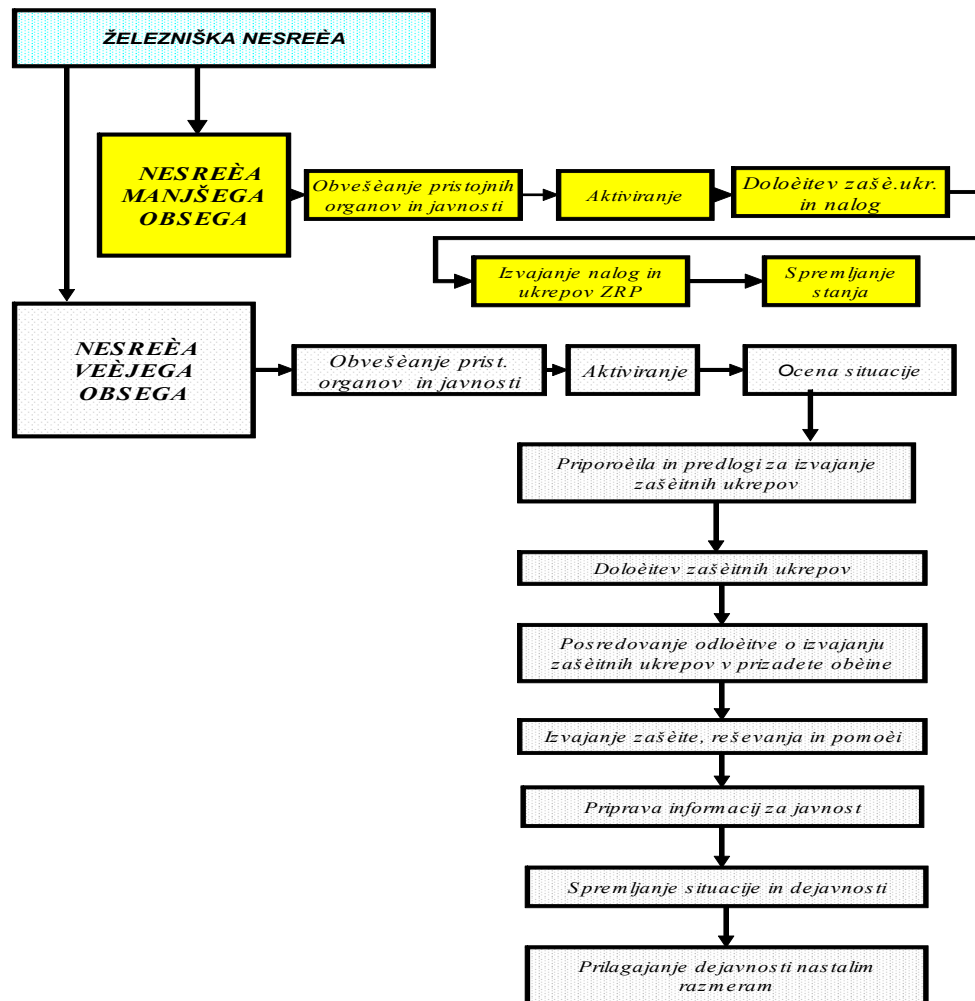 ŽELEZNIŠKA NESREÈA
NESREÈA
MANJŠEGA
OBSEGA
Obvešèanje pristojnih
organov in javnosti
Aktiviranje
Doloèitev zašè.ukr.
in nalog
Izvajanje nalog in
ukrepov ZRP
Spremljanje
stanja
NESREÈA
VEÈJEGA
OBSEGA
Obvešèanje prist.
organov in javnosti
Aktiviranje
Ocena situacije
Priporoèila in predlogi za izvajanje
zašèitnih ukrepov
Doloèitev zašèitnih ukrepov
Posredovanje odloèitve o izvajanju
zašèitnih ukrepov v prizadete obèine
Izvajanje zašèite, reševanja in pomoèi
Priprava informacij za javnost
Spremljanje situacije in dejavnosti
Prilagajanje dejavnosti nastalim
razmeram